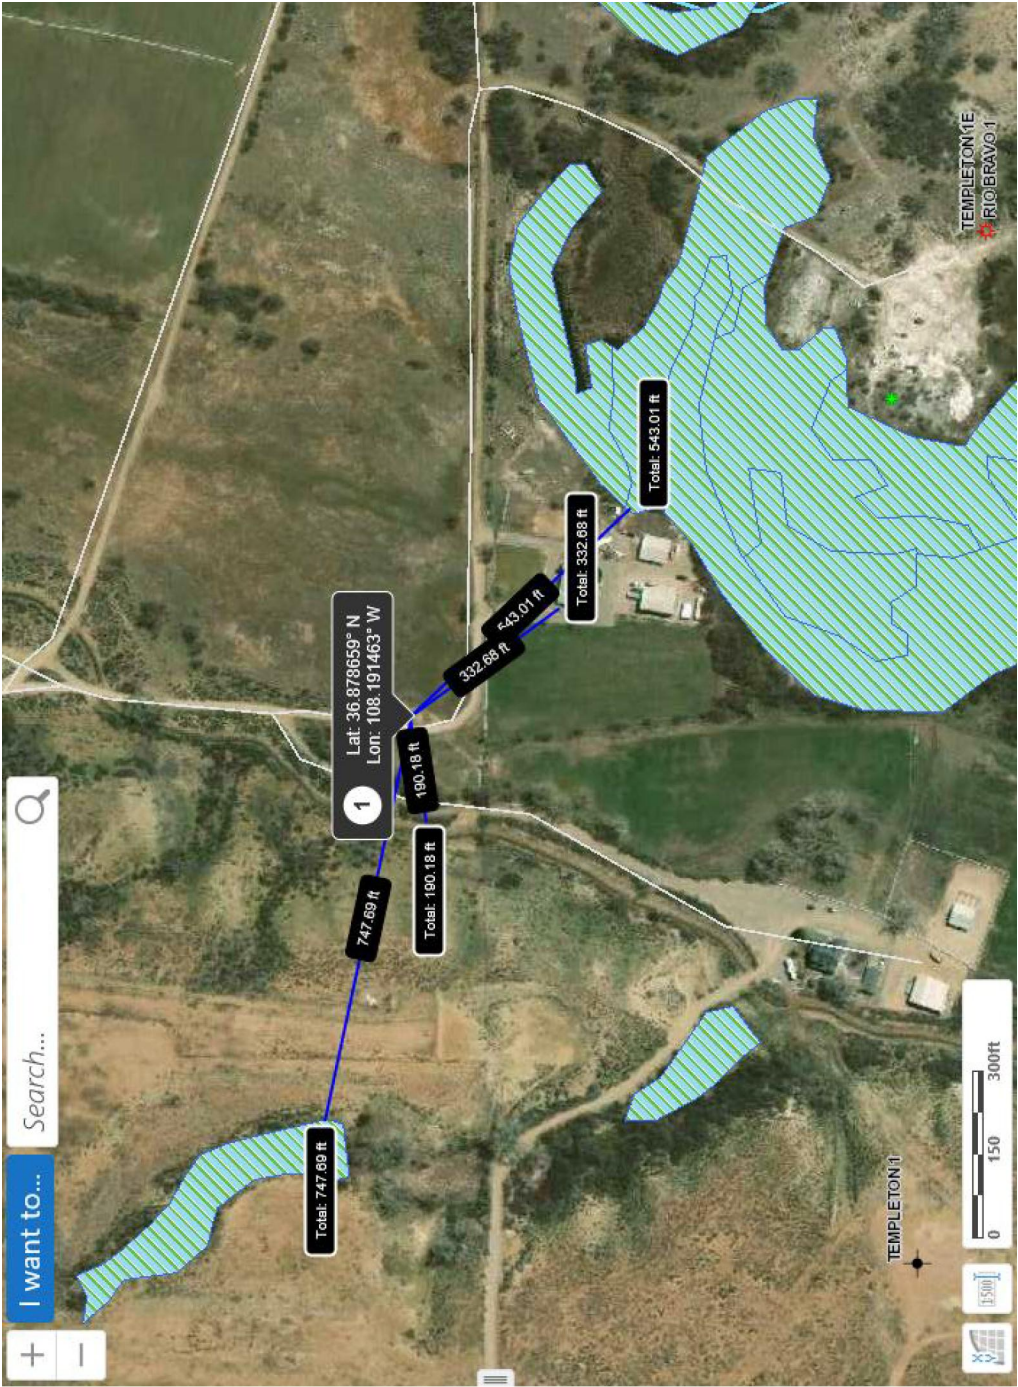 I want to...
Search...
1
Lat: 36.878659° N
Lon: 108.191463° W
747.69 ft
Total: 747.69 ft
190.18 ft
Total: 190.18 ft
543.01 ft
332.68 ft
Total: 332.68 ft
Total: 543.01 ft
TEMPLETON 1E
RIO BRAVO 1
TEMPLETON 1
0 150 300ft
1:500
X,Y